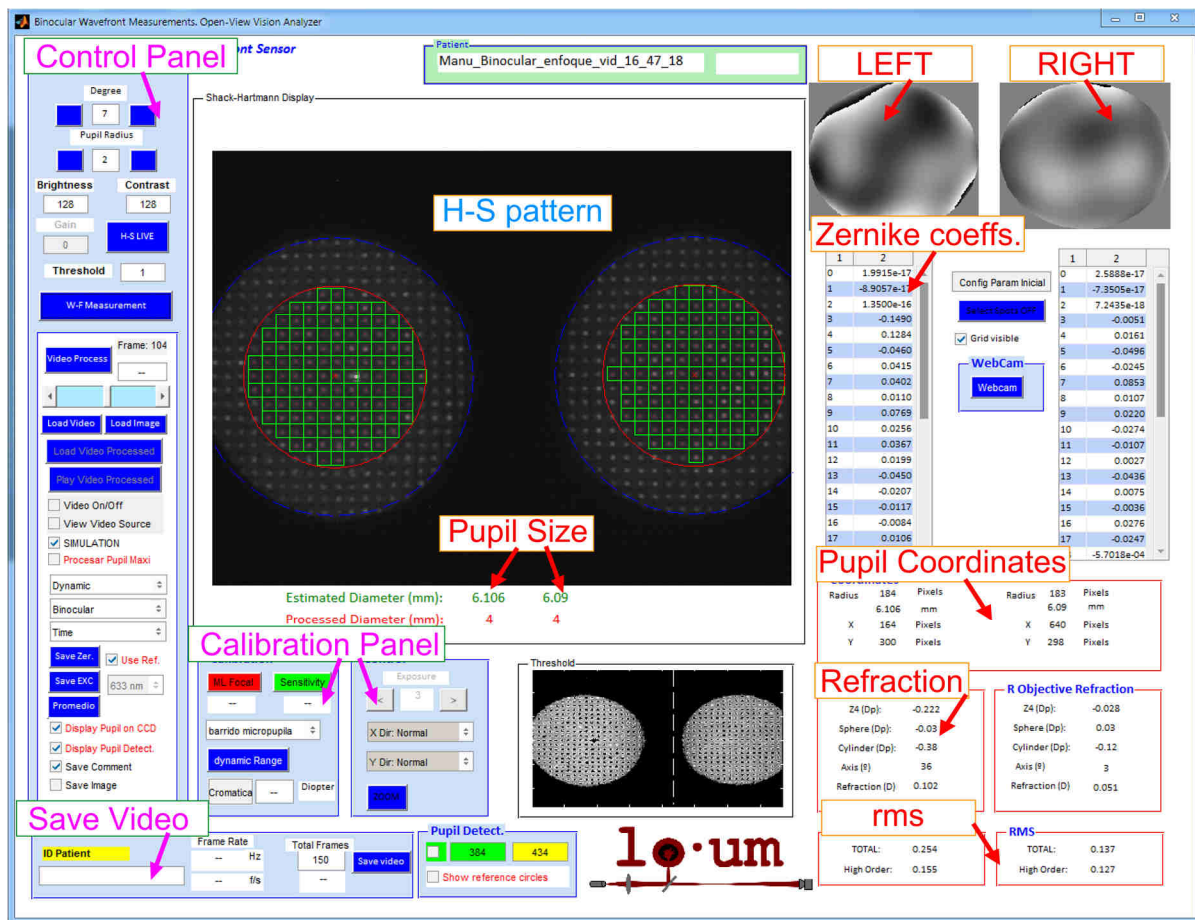 Binocular Wavefront Measurements. Open-View Vision Analyzer
Control Panel
nt Sensor
Patient
Manu_Binocular_enfoque_vid_16_47_18
LEFT
RIGHT
Degree
7
Pupil Radius
2
Brightness Contrast
128 128
Gain
0
H-S LIVE
Threshold 1
W-F Measurement
Shack-Hartmann Display
H-S pattern
Pupil Size
Estimated Diameter (mm): 6.106 6.09
Processed Diameter (mm): 4 4
Zernike coeffs.
1 2
0 1.9915e-17
1 -8.9057e-17
2 1.3500e-16
3 -0.1490
4 0.1284
5 -0.0460
6 0.0415
7 0.0402
8 0.0110
9 0.0769
10 0.0256
11 0.0367
12 0.0199
13 -0.0450
14 -0.0207
15 -0.0117
16 -0.0084
17 0.0106
Config Param Inicial
Grid visible
WebCam
Webcam
1 2
0 2.5888e-17
1 -7.3505e-17
2 7.2435e-18
3 -0.0051
4 0.0161
5 -0.0496
6 -0.0245
7 0.0853
8 0.0107
9 0.0220
10 -0.0274
11 -0.0107
12 0.0027
13 -0.0436
14 0.0075
15 -0.0036
16 0.0276
17 -0.0247
-5.7018e-04
Video Process
Frame: 104
--
Load Video Load Image
Load Video Processed
Play Video Processed
Video On/Off
View Video Source
SIMULATION
Procesar Pupil Maxi
Dynamic
Binocular
Time
Save Zer. Use Ref.
Save EXC 633 nm
Promedio
Display Pupil on CCD
Display Pupil Detect.
Save Comment
Save Image
Calibration Panel
ML Focal Sensitivity
-- --
barrido micropupila
dynamic Range
Cromatica -- Diopter
Exposure
< 3 >
X Dir: Normal
Y Dir: Normal
ZOOM
Threshold
Pupil Coordinates
Radius 184 Pixels
6.106 mm
X 164 Pixels
Y 300 Pixels
Radius 183 Pixels
6.09 mm
X 640 Pixels
Y 298 Pixels
Refraction
Z4 (Dp): -0.222
Sphere (Dp): -0.03
Cylinder (Dp): -0.38
Axis (º) 36
Refraction (D) 0.102
R Objective Refraction
Z4 (Dp): -0.028
Sphere (Dp): 0.03
Cylinder (Dp): -0.12
Axis (º) 3
Refraction (D) 0.051
rms
TOTAL: 0.254
High Order: 0.155
RMS
TOTAL: 0.137
High Order: 0.127
Save Video
ID Patient
Frame Rate
-- Hz
-- f/s
Total Frames
150
--
Save video
Pupil Detect.
384 434
Show reference circles
lo·um